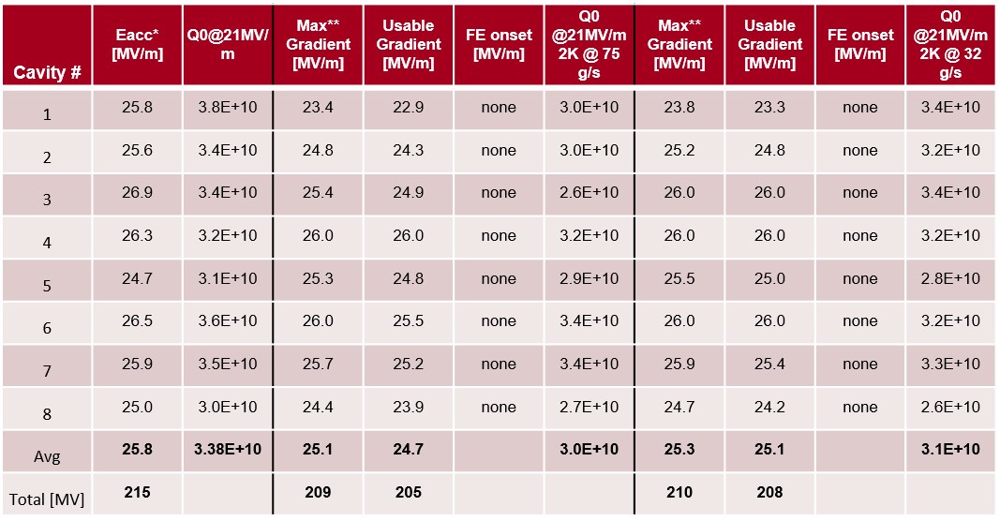 Cavity # Eacc* [MV/m] Q0@21MV/m Max** Gradient [MV/m] Usable Gradient [MV/m] FE onset [MV/m] Q0 @21MV/m 2K @ 75 g/s Max** Gradient [MV/m] Usable Gradient [MV/m] FE onset [MV/m] Q0 @21MV/m 2K @ 32 g/s
1 25.8 3.8E+10 23.4 22.9 none 3.0E+10 23.8 23.3 none 3.4E+10
2 25.6 3.4E+10 24.8 24.3 none 3.0E+10 25.2 24.8 none 3.2E+10
3 26.9 3.4E+10 25.4 24.9 none 2.6E+10 26.0 26.0 none 3.4E+10
4 26.3 3.2E+10 26.0 26.0 none 3.2E+10 26.0 26.0 none 3.2E+10
5 24.7 3.1E+10 25.3 24.8 none 2.9E+10 25.5 25.0 none 2.8E+10
6 26.5 3.6E+10 26.0 25.5 none 3.4E+10 26.0 26.0 none 3.2E+10
7 25.9 3.5E+10 25.7 25.2 none 3.4E+10 25.9 25.4 none 3.3E+10
8 25.0 3.0E+10 24.4 23.9 none 2.7E+10 24.7 24.2 none 2.6E+10
Avg 25.8 3.38E+10 25.1 24.7 3.0E+10 25.3 25.1 3.1E+10
Total [MV] 215 209 205 210 208